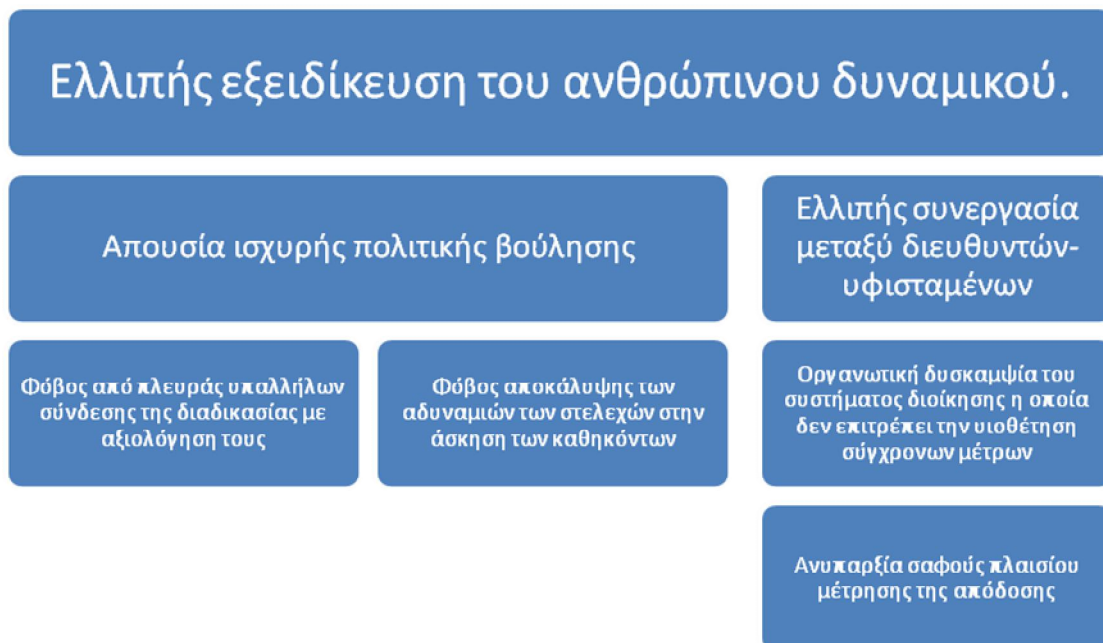 Ελλιπής εξειδίκευση του ανθρώπινου δυναμικού.
Απουσία ισχυρής πολιτικής βούλησης
Ελλιπής συνεργασία
μεταξύ διευθυντών-
υφισταμένων
Φόβος από πλευράς υπαλλήλων
σύνδεσης της διαδικασίας με
αξιολόγηση τους
Φόβος αποκάλυψης των
αδυναμιών των στελεχών στην
άσκηση των καθηκόντων
Οργανωτική δυσκαμψία του
συστήματος διοίκησης η οποία
δεν επιτρέπει την υιοθέτηση
σύγχρονων μέτρων
Ανυπαρξία σαφούς πλαισίου
μέτρησης της απόδοσης